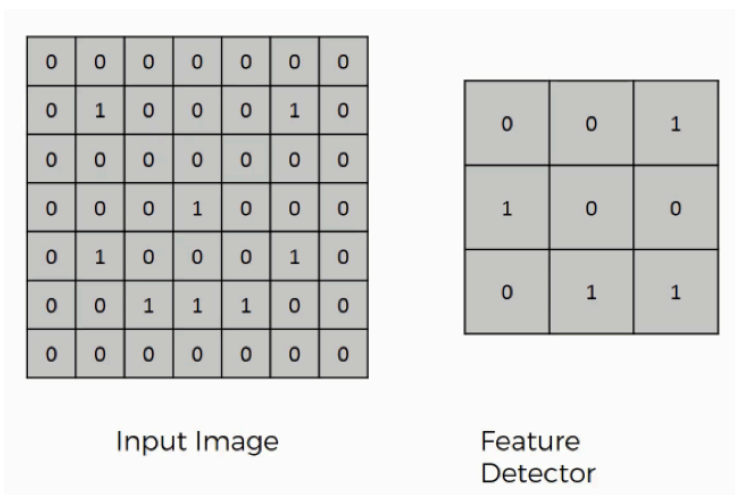 0 0 0 0 0 0 0
0 1 0 0 0 1 0
0 0 0 0 0 0 0
0 0 0 1 0 0 0
0 1 0 0 0 1 0
0 0 1 1 1 0 0
0 0 0 0 0 0 0
Input Image
0 0 1
1 0 0
0 1 1
Feature
Detector